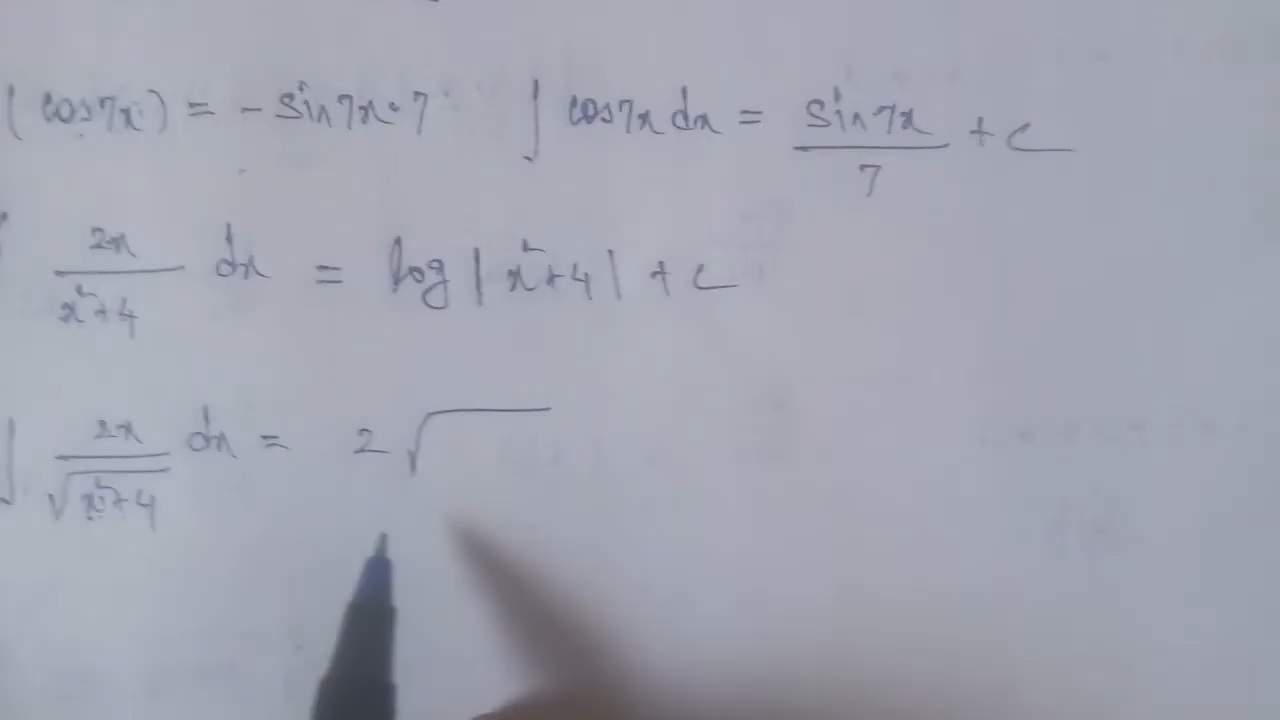 (cos7x) = -sin7x·7 ∫ cos7x dx = sin7x/7 + c
2x/(x²+4) dx = log|x²+4| + c
∫ 2x/√(x²+4) dx = 2√